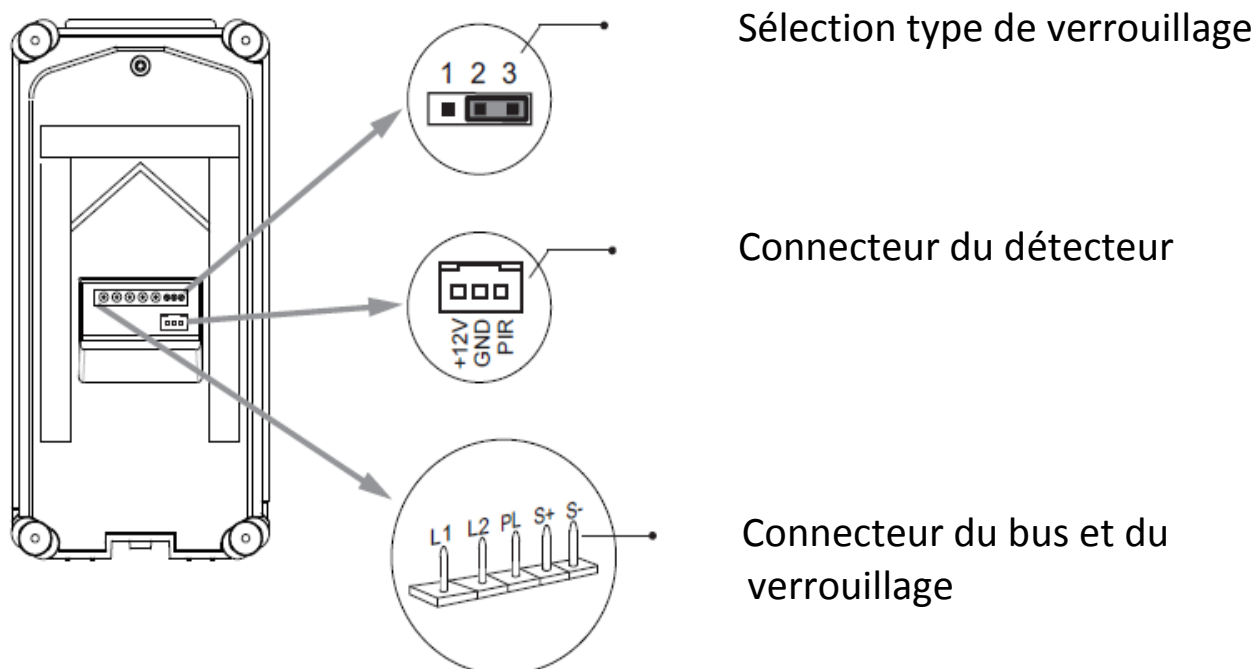 Sélection type de verrouillage
1 2 3
Connecteur du détecteur
+12V
GND
PIR
L1 L2 PL S+ S-
Connecteur du bus et du
verrouillage